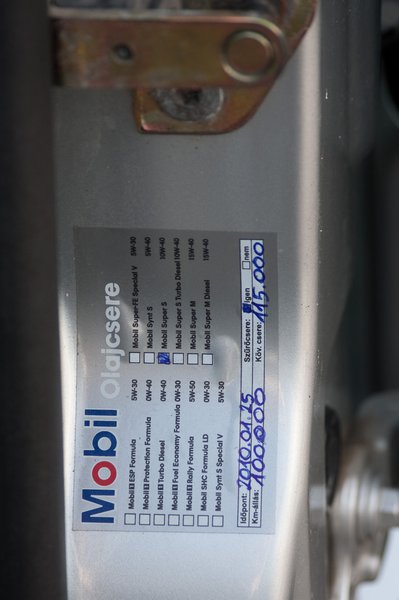 Mobil Olajcsere
Mobil 1 ESP Formula 5W-30
Mobil 1 Protection Formula 0W-40
Mobil 1 Turbo Diesel 0W-40
Mobil 1 Fuel Economy Formula 0W-30
Mobil 1 Rally Formula 5W-50
Mobil SHC Formula LD 0W-30
Mobil Synt S Special V 5W-30
Mobil Super-FE Special V 5W-30
Mobil Synt S 5W-40
Mobil Super S 10W-40
Mobil Super S Turbo Diesel 10W-40
Mobil Super M 15W-40
Mobil Super M Diesel 15W-40
Időpont: 2010.01.25 Szűrőcsere: igen nem
Km-állás: 100.000 Köv. csere: 115.000